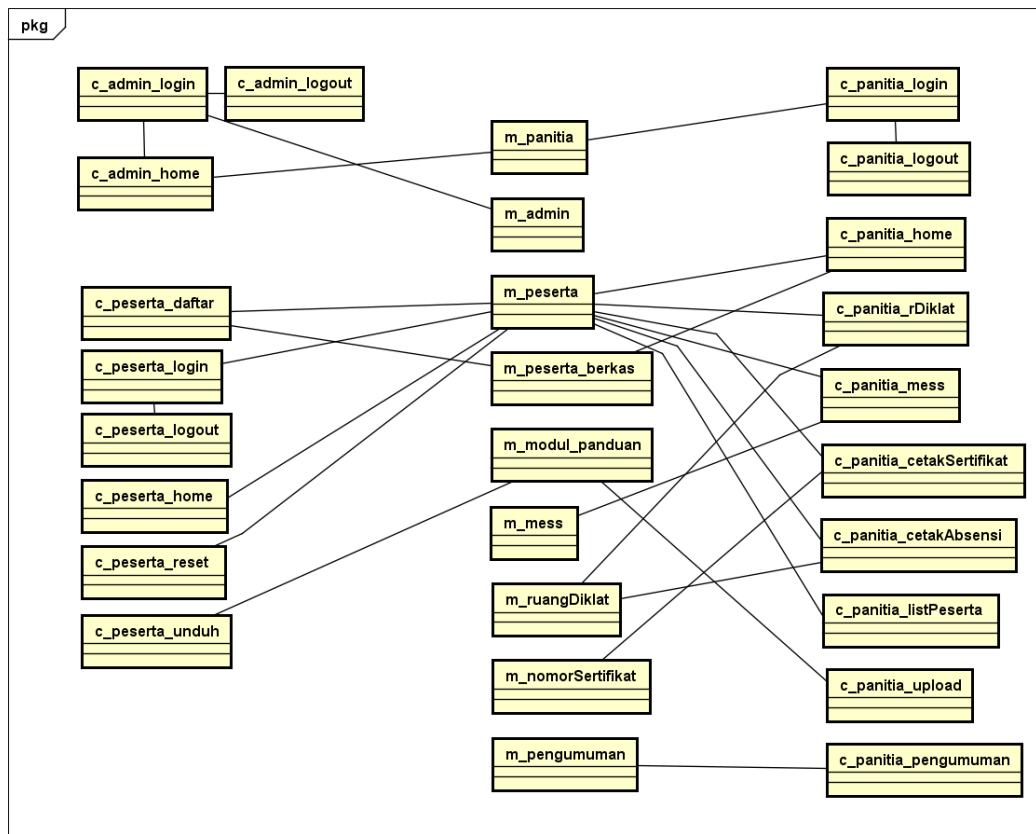 pkg
c_admin_login
c_admin_logout
c_admin_home
c_peserta_daftar
c_peserta_login
c_peserta_logout
c_peserta_home
c_peserta_reset
c_peserta_unduh
m_panitia
m_admin
m_peserta
m_peserta_berkas
m_modul_panduan
m_mess
m_ruangDiklat
m_nomorSertifikat
m_pengumuman
c_panitia_login
c_panitia_logout
c_panitia_home
c_panitia_rDiklat
c_panitia_mess
c_panitia_cetakSertifikat
c_panitia_cetakAbsensi
c_panitia_listPeserta
c_panitia_upload
c_panitia_pengumuman